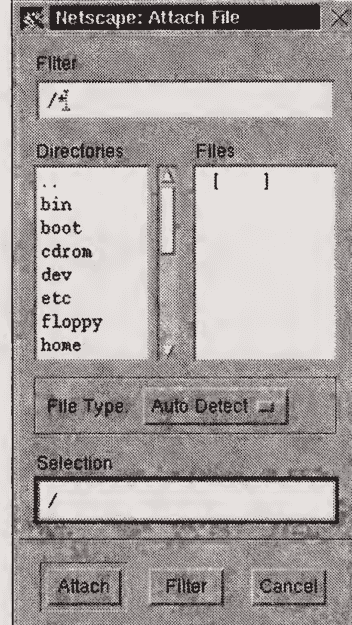 Netscape: Attach File
Filter
/*
Directories Files
..
[ ]
bin
boot
cdrom
dev
etc
floppy
home
File Type: Auto Detect
Selection
/
Attach Filter Cancel